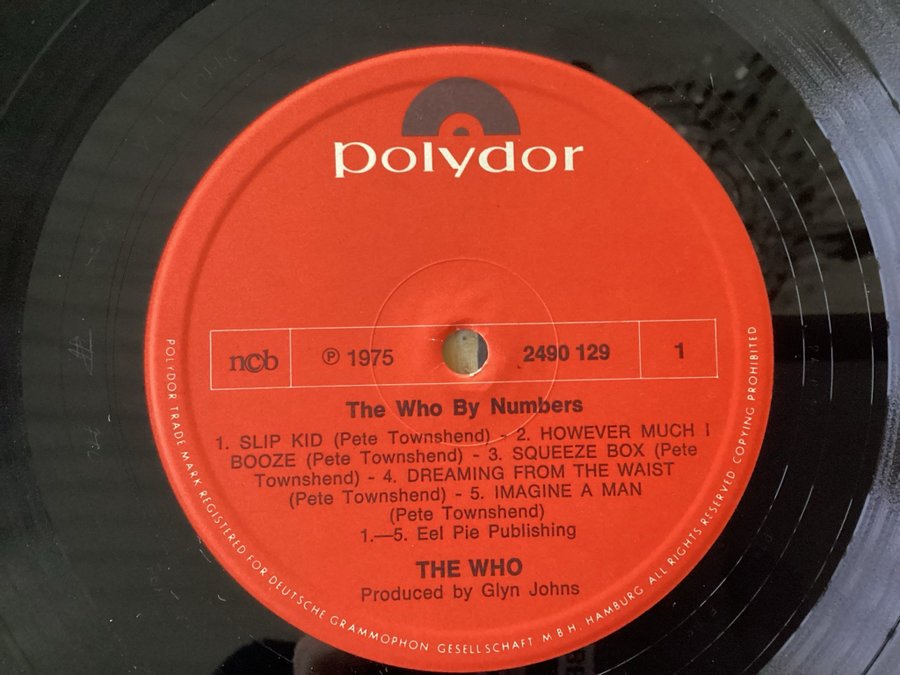 polydor
ncb ℗ 1975 2490 129 1
The Who By Numbers
1. SLIP KID (Pete Townshend) - 2. HOWEVER MUCH I
BOOZE (Pete Townshend) - 3. SQUEEZE BOX (Pete
Townshend) - 4. DREAMING FROM THE WAIST
(Pete Townshend) - 5. IMAGINE A MAN
(Pete Townshend)
1.—5. Eel Pie Publishing
THE WHO
Produced by Glyn Johns
POLYDOR TRADE MARK REGISTERED FOR DEUTSCHE GRAMMOPHON GESELLSCHAFT M B H. HAMBURG ALL RIGHTS RESERVED COPYING PROHIBITED